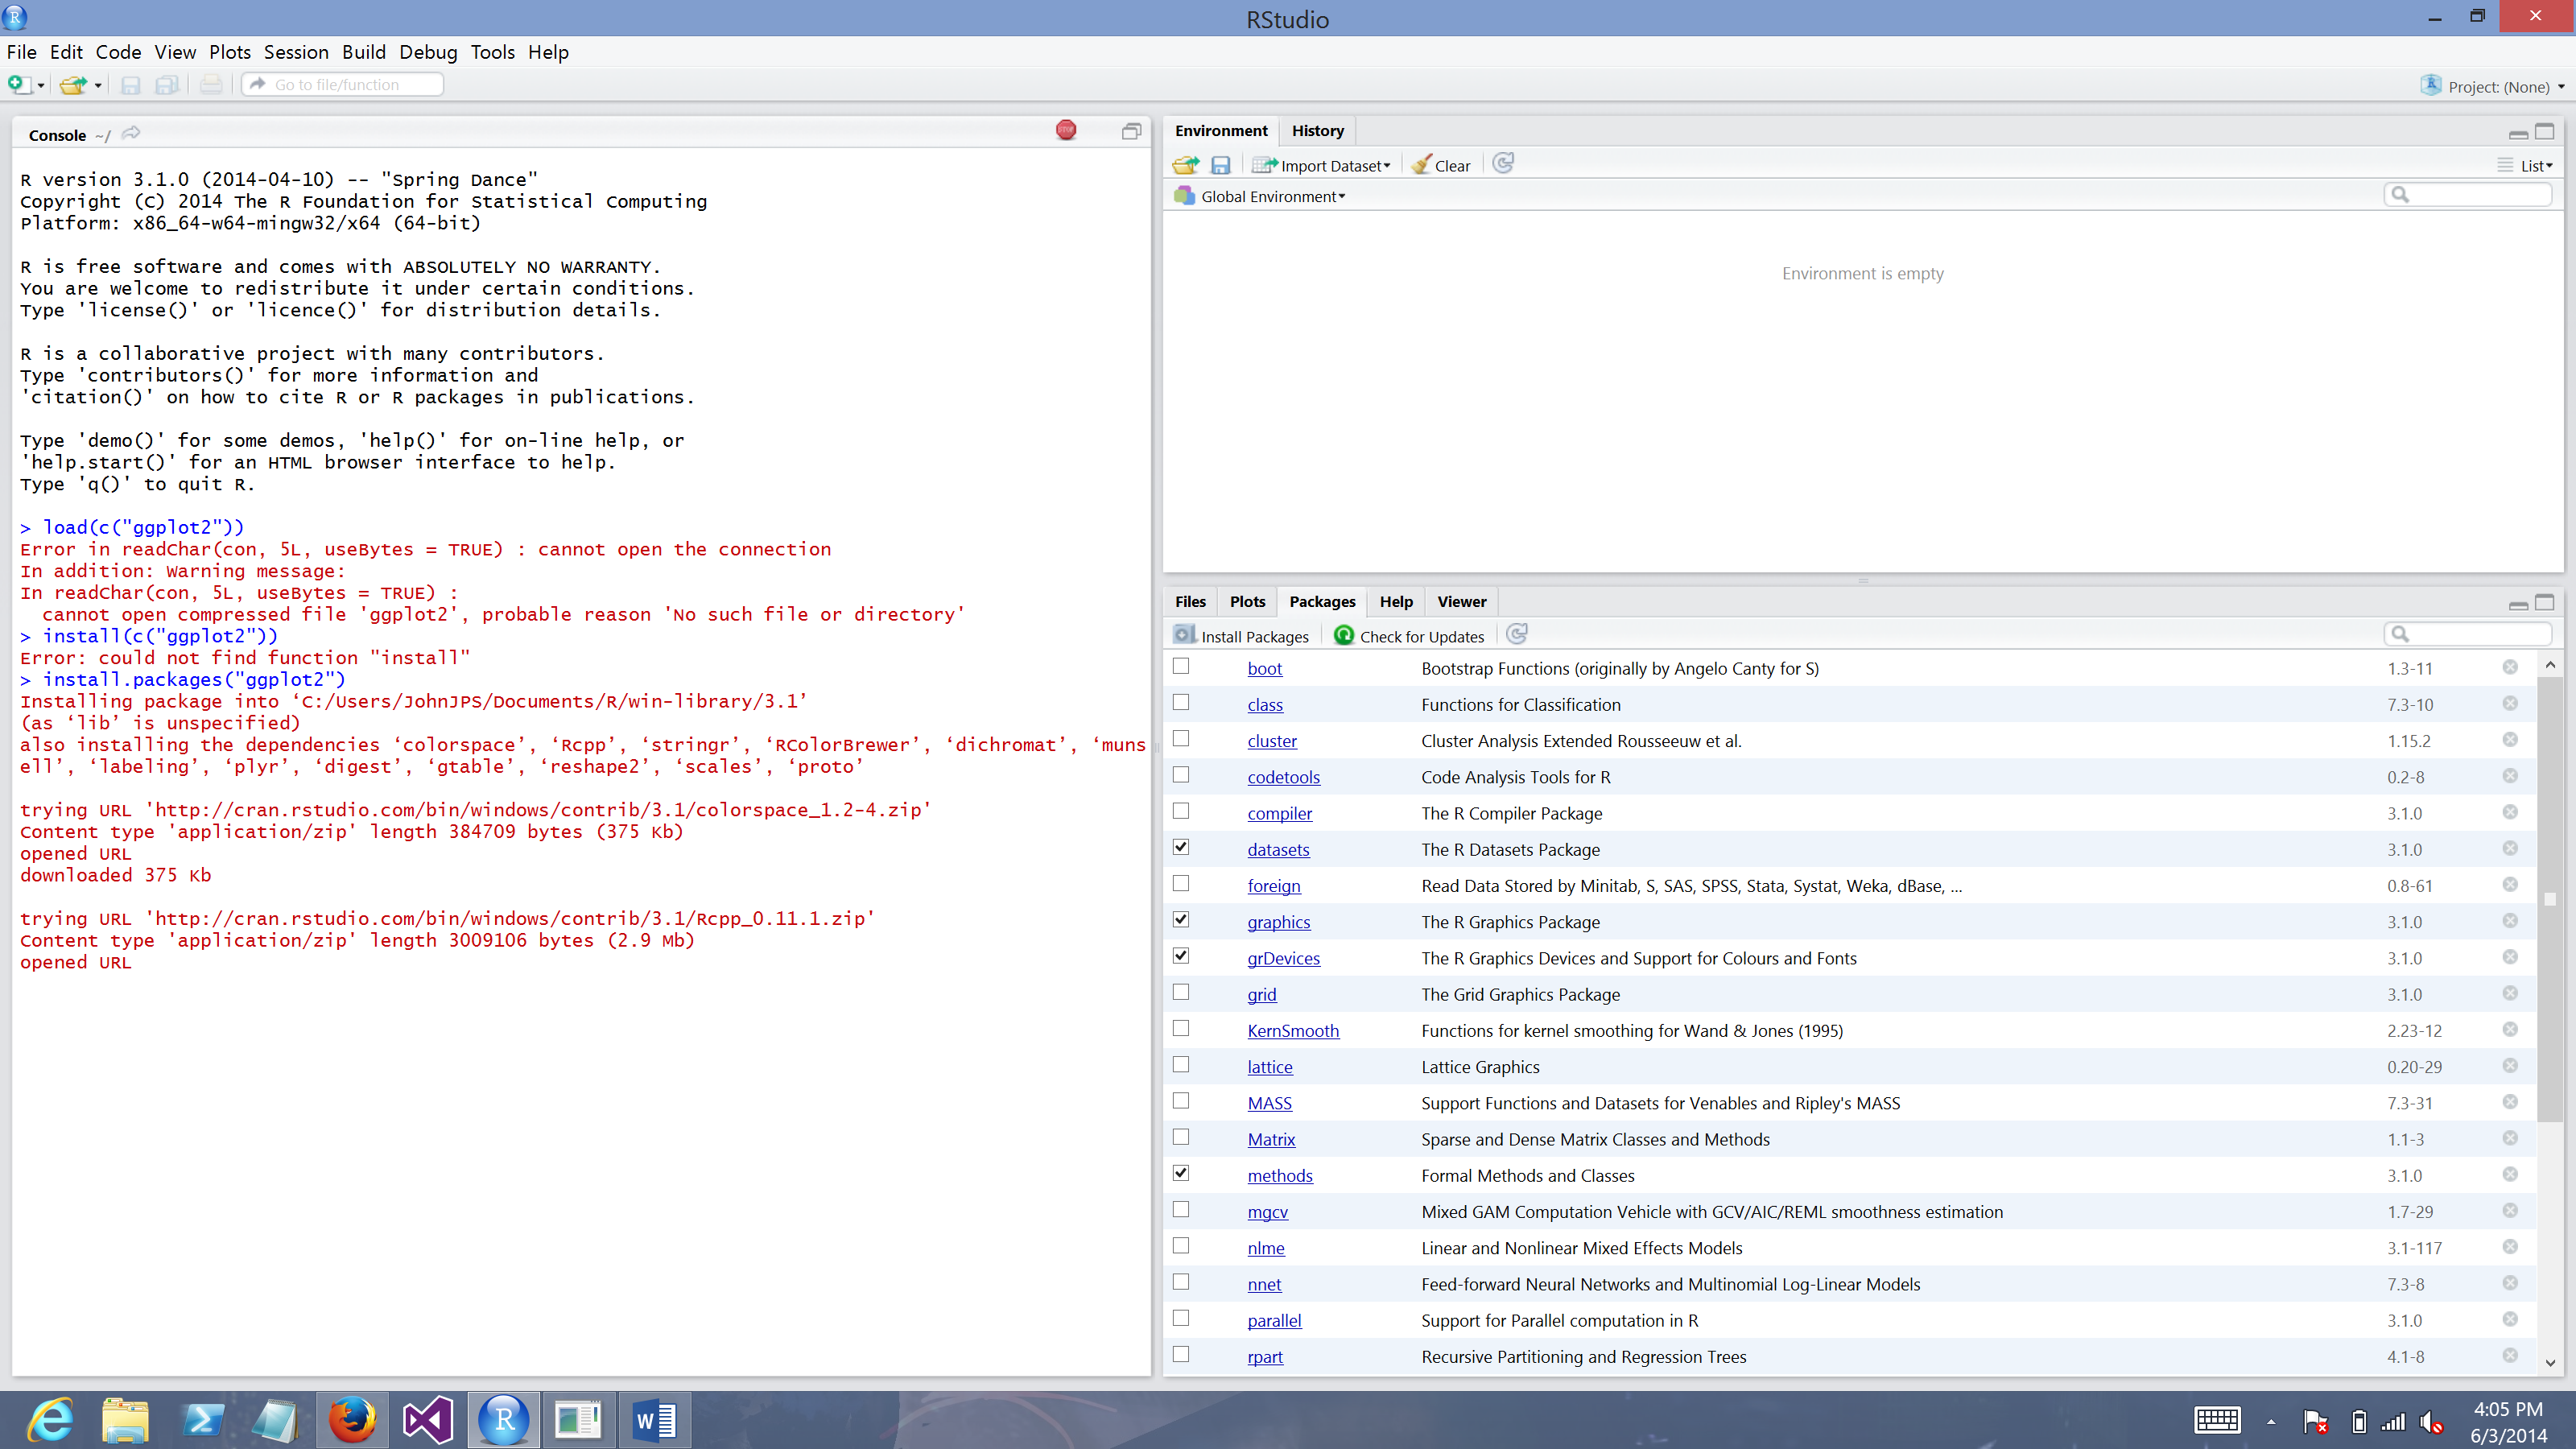 RStudio
File Edit Code View Plots Session Build Debug Tools Help
Go to file/function
Project: (None)
Console ~/
STOP
R version 3.1.0 (2014-04-10) -- "Spring Dance"
Copyright (C) 2014 The R Foundation for Statistical Computing
Platform: x86_64-w64-mingw32/x64 (64-bit)
R is free software and comes with ABSOLUTELY NO WARRANTY.
You are welcome to redistribute it under certain conditions.
Type 'license()' or 'licence()' for distribution details.
R is a collaborative project with many contributors.
Type 'contributors()' for more information and
'citation()' on how to cite R or R packages in publications.
Type 'demo()' for some demos, 'help()' for on-line help, or
'help.start()' for an HTML browser interface to help.
Type 'q()' to quit R.
> load(c("ggplot2"))
Error in readChar(con, 5L, useBytes = TRUE) : cannot open the connection
In addition: Warning message:
In readChar(con, 5L, useBytes = TRUE) :
cannot open compressed file 'ggplot2', probable reason 'No such file or directory'
> install(c("ggplot2"))
Error: could not find function "install"
> install.packages("ggplot2")
Installing package into ‘C:/Users/JohnJPS/Documents/R/win-library/3.1’
(as ‘lib’ is unspecified)
also installing the dependencies ‘colorspace’, ‘Rcpp’, ‘stringr’, ‘RColorBrewer’, ‘dichromat’, ‘muns
ell’, ‘labeling’, ‘plyr’, ‘digest’, ‘gtable’, ‘reshape2’, ‘scales’, ‘proto’
trying URL 'http://cran.rstudio.com/bin/windows/contrib/3.1/colorspace_1.2-4.zip'
Content type 'application/zip' length 384709 bytes (375 Kb)
opened URL
downloaded 375 Kb
trying URL 'http://cran.rstudio.com/bin/windows/contrib/3.1/Rcpp_0.11.1.zip'
Content type 'application/zip' length 3009106 bytes (2.9 Mb)
opened URL
Environment History
Import Dataset Clear List
Global Environment
Environment is empty
Files Plots Packages Help Viewer
Install Packages Check for Updates
boot Bootstrap Functions (originally by Angelo Canty for S) 1.3-11
class Functions for Classification 7.3-10
cluster Cluster Analysis Extended Rousseeuw et al. 1.15.2
codetools Code Analysis Tools for R 0.2-8
compiler The R Compiler Package 3.1.0
datasets The R Datasets Package 3.1.0
foreign Read Data Stored by Minitab, S, SAS, SPSS, Stata, Systat, Weka, dBase, ... 0.8-61
graphics The R Graphics Package 3.1.0
grDevices The R Graphics Devices and Support for Colours and Fonts 3.1.0
grid The Grid Graphics Package 3.1.0
KernSmooth Functions for kernel smoothing for Wand & Jones (1995) 2.23-12
lattice Lattice Graphics 0.20-29
MASS Support Functions and Datasets for Venables and Ripley's MASS 7.3-31
Matrix Sparse and Dense Matrix Classes and Methods 1.1-3
methods Formal Methods and Classes 3.1.0
mgcv Mixed GAM Computation Vehicle with GCV/AIC/REML smoothness estimation 1.7-29
nlme Linear and Nonlinear Mixed Effects Models 3.1-117
nnet Feed-forward Neural Networks and Multinomial Log-Linear Models 7.3-8
parallel Support for Parallel computation in R 3.1.0
rpart Recursive Partitioning and Regression Trees 4.1-8
4:05 PM
6/3/2014